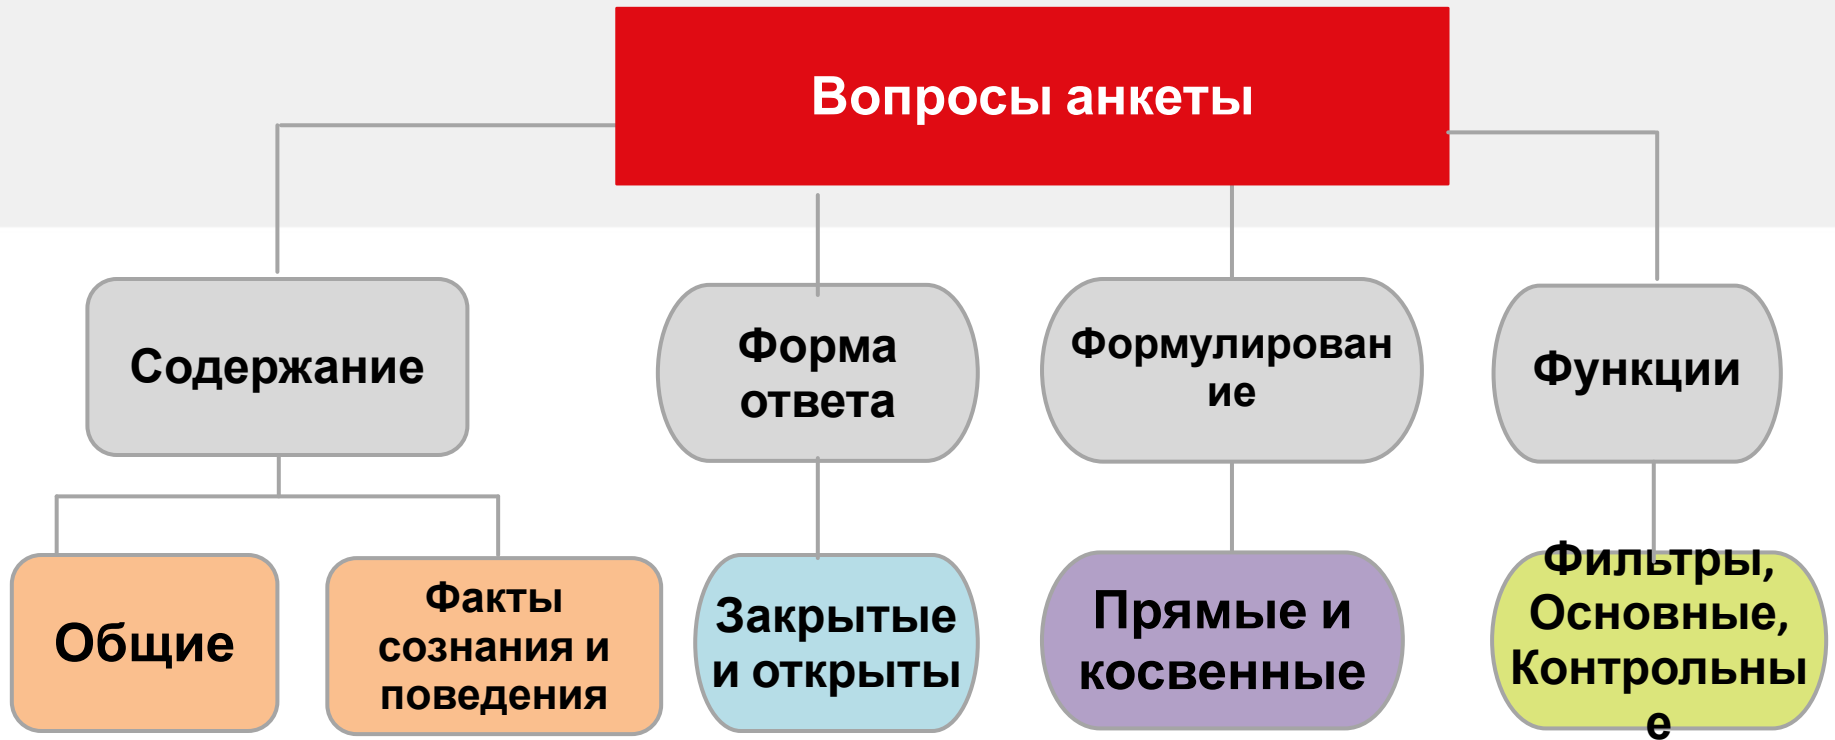 Вопросы анкеты
Содержание
Форма
ответа
Формулирован
ие
Функции
Общие
Факты
сознания и
поведения
Закрытые
и открыты
Прямые и
косвенные
Фильтры,
Основные,
Контрольны
е